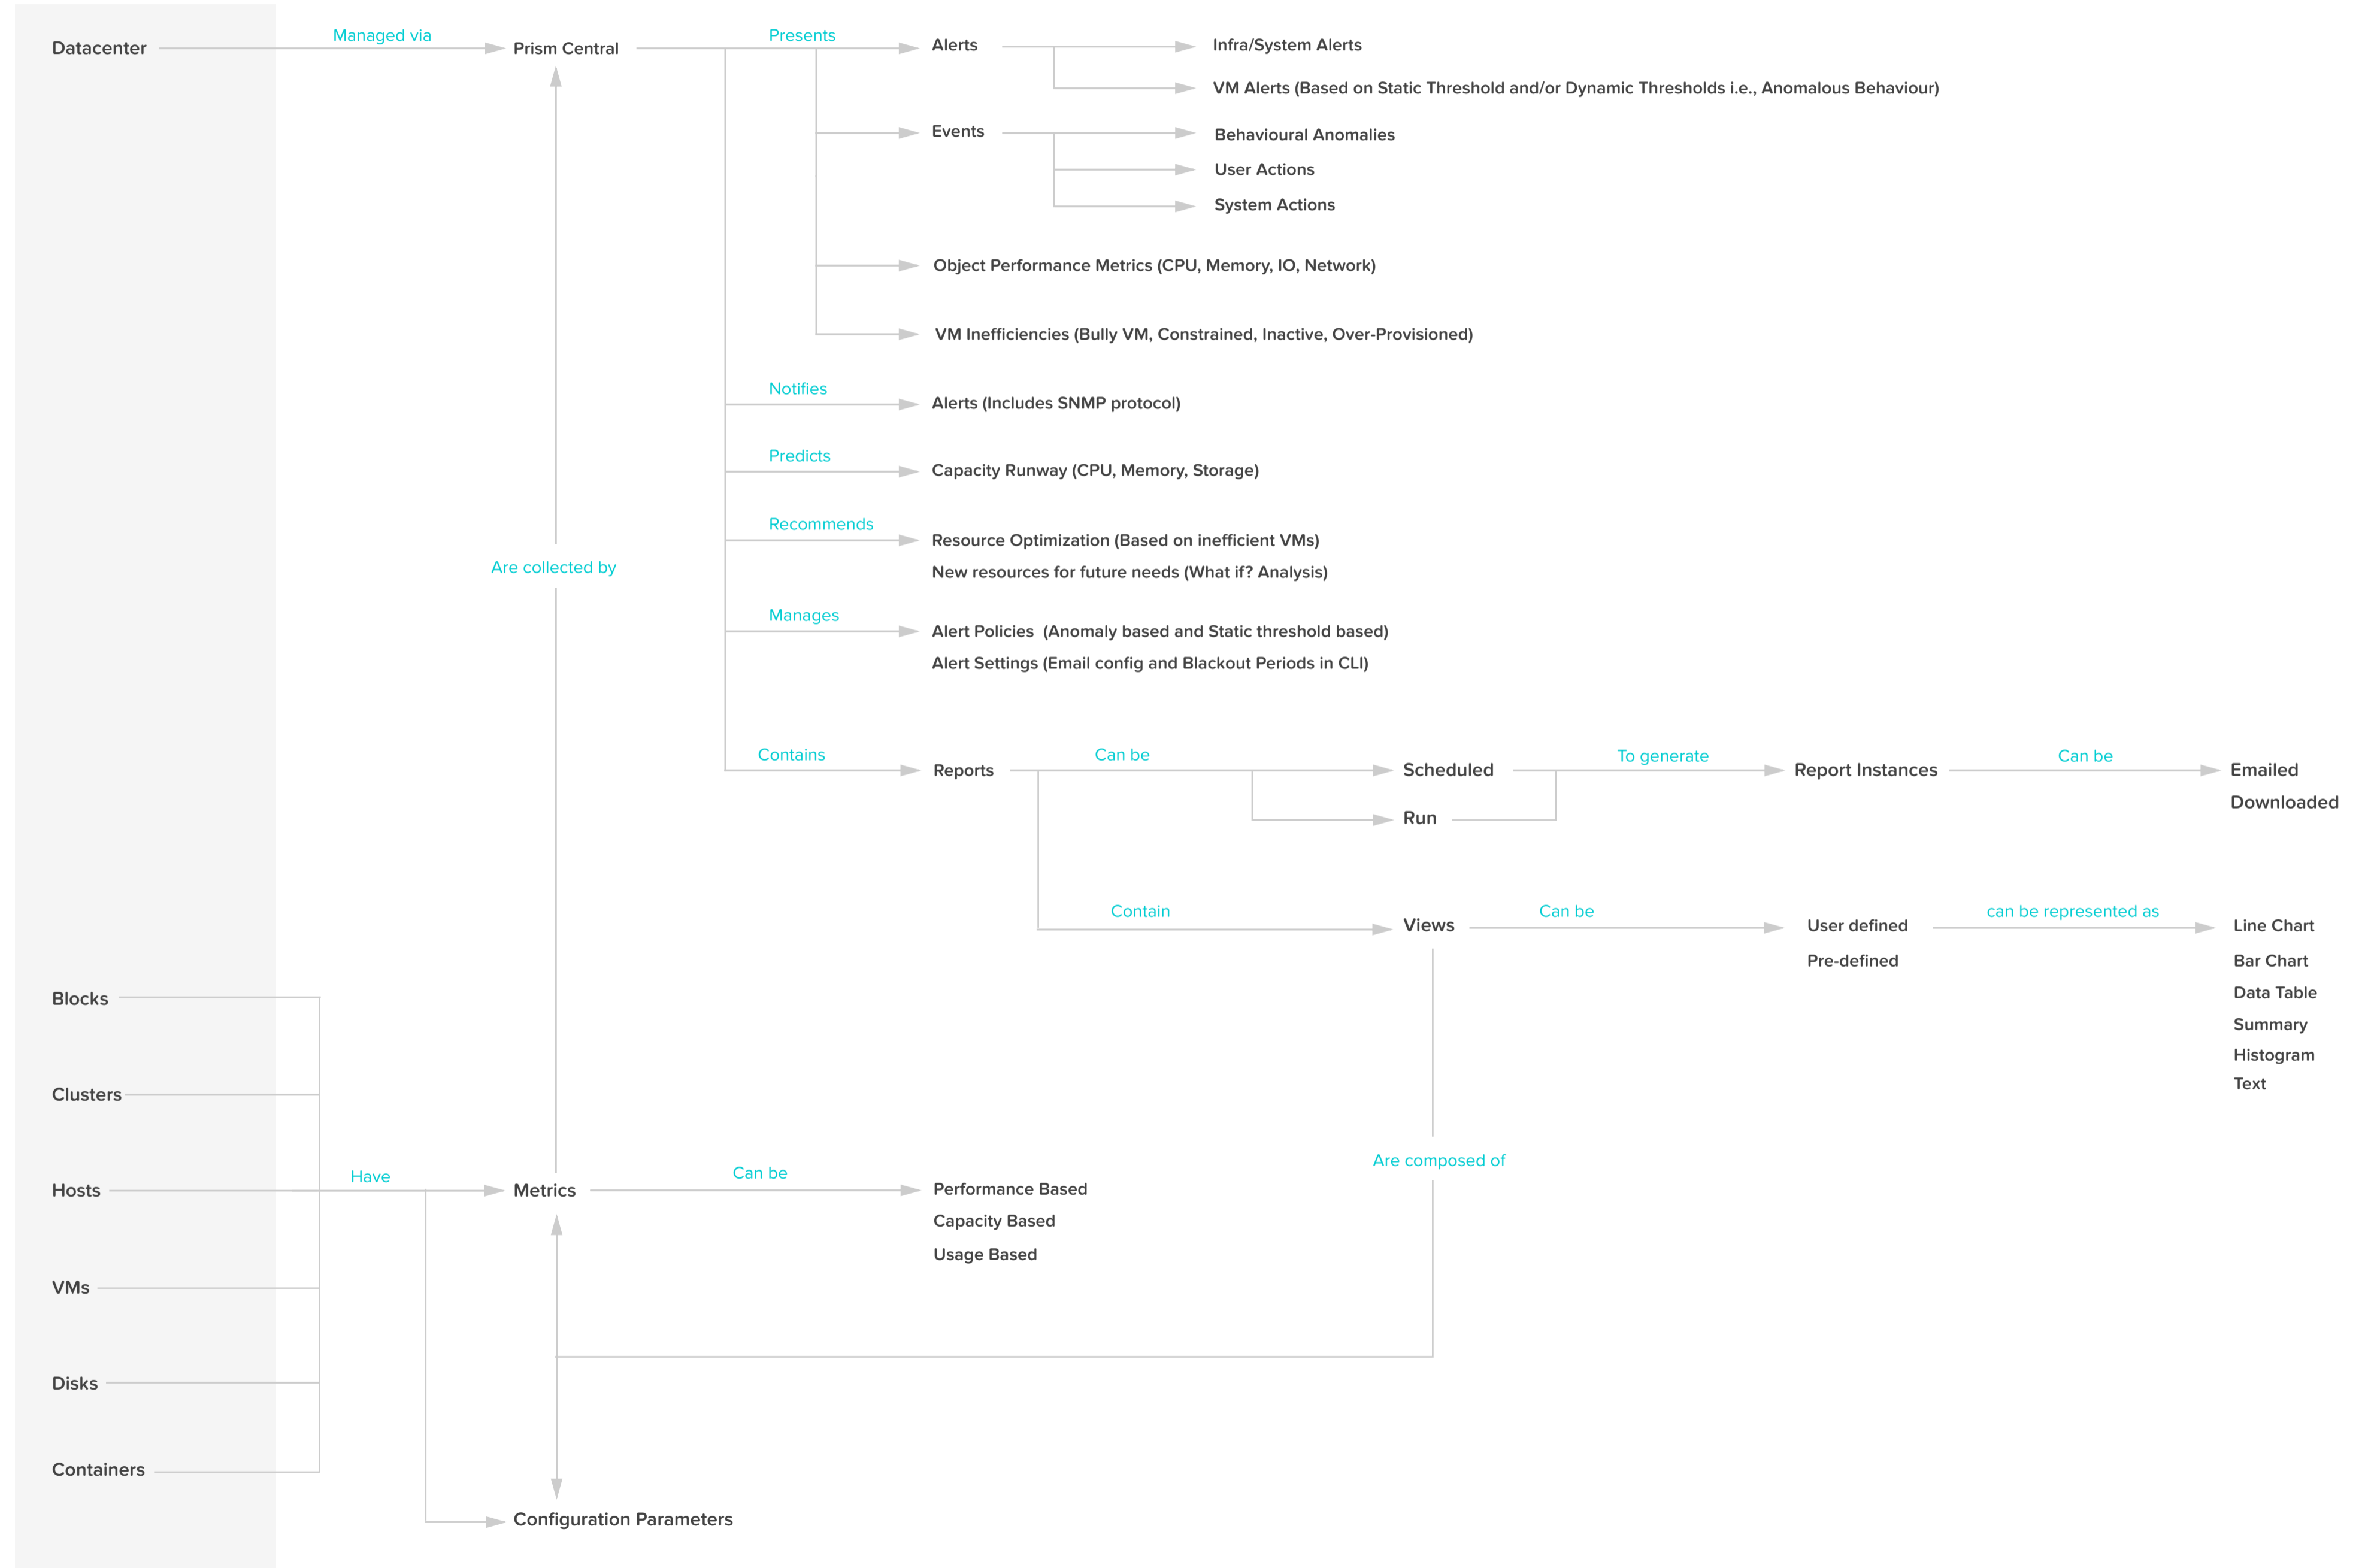 Datacenter
Managed via
Prism Central
Presents
Alerts
Infra/System Alerts
VM Alerts (Based on Static Threshold and/or Dynamic Thresholds i.e., Anomalous Behaviour)
Events
Behavioural Anomalies
User Actions
System Actions
Object Performance Metrics (CPU, Memory, IO, Network)
VM Inefficiencies (Bully VM, Constrained, Inactive, Over-Provisioned)
Notifies
Alerts (Includes SNMP protocol)
Predicts
Capacity Runway (CPU, Memory, Storage)
Recommends
Resource Optimization (Based on inefficient VMs)
New resources for future needs (What if? Analysis)
Are collected by
Manages
Alert Policies (Anomaly based and Static threshold based)
Alert Settings (Email config and Blackout Periods in CLI)
Contains
Reports
Can be
Scheduled
Run
To generate
Report Instances
Can be
Emailed
Downloaded
Contain
Views
Can be
User defined
Pre-defined
can be represented as
Line Chart
Bar Chart
Data Table
Summary
Histogram
Text
Blocks
Clusters
Hosts
VMs
Disks
Containers
Have
Metrics
Can be
Performance Based
Capacity Based
Usage Based
Are composed of
Configuration Parameters